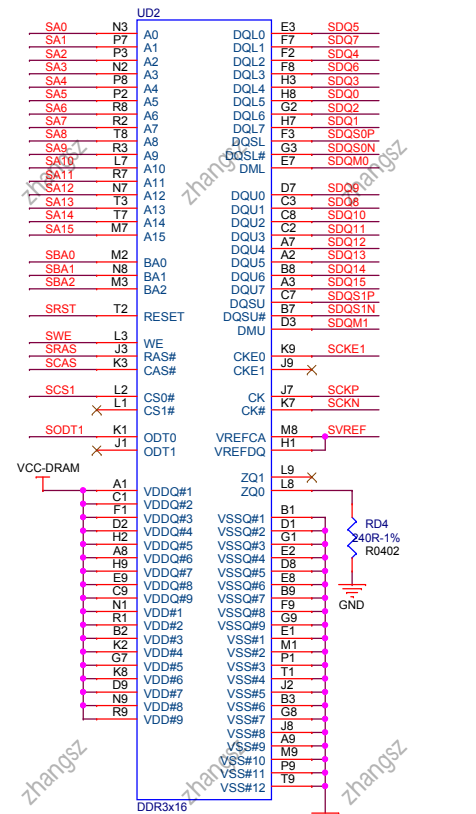 UD2
SA0 N3 A0 DQL0 E3 SDQ5
SA1 P7 A1 DQL1 F7 SDQ7
SA2 P3 A2 DQL2 F2 SDQ4
SA3 N2 A3 DQL3 F8 SDQ6
SA4 P8 A4 DQL4 H3 SDQ3
SA5 P2 A5 DQL5 H8 SDQ0
SA6 R8 A6 DQL6 G2 SDQ2
SA7 R2 A7 DQL7 H7 SDQ1
SA8 T8 A8 DQSL F3 SDQS0P
SA9 R3 A9 DQSL# G3 SDQS0N
SA10 L7 A10 DML E7 SDQM0
SA11 R7 A11
SA12 N7 A12 DQU0 D7 SDQ9
SA13 T3 A13 DQU1 C3 SDQ8
SA14 T7 A14 DQU2 C8 SDQ10
SA15 M7 A15 DQU3 C2 SDQ11
DQU4 A7 SDQ12
SBA0 M2 BA0 DQU5 A2 SDQ13
SBA1 N8 BA1 DQU6 B8 SDQ14
SBA2 M3 BA2 DQU7 A3 SDQ15
DQSU C7 SDQS1P
SRST T2 RESET DQSU# B7 SDQS1N
DMU D3 SDQM1
SWE L3 WE
SRAS J3 RAS# CKE0 K9 SCKE1
SCAS K3 CAS# CKE1 J9
SCS1 L2 CS0# CK J7 SCKP
L1 CS1# CK# K7 SCKN
SODT1 K1 ODT0 VREFCA M8 SVREF
J1 ODT1 VREFDQ H1
VCC-DRAM
ZQ1 L9
ZQ0 L8
A1 VDDQ#1
C1 VDDQ#2
F1 VDDQ#3 VSSQ#1 B1
D2 VDDQ#4 VSSQ#2 D1
H2 VDDQ#5 VSSQ#3 G1
A8 VDDQ#6 VSSQ#4 E2
H9 VDDQ#7 VSSQ#5 D8
E9 VDDQ#8 VSSQ#6 E8
C9 VDDQ#9 VSSQ#7 B9
N1 VDD#1 VSSQ#8 F9
R1 VDD#2 VSSQ#9 G9
B2 VDD#3 VSS#1 E1
K2 VDD#4 VSS#2 M1
G7 VDD#5 VSS#3 P1
K8 VDD#6 VSS#4 T1
D9 VDD#7 VSS#5 J2
N9 VDD#8 VSS#6 B3
R9 VDD#9 VSS#7 G8
VSS#8 J8
VSS#9 A9
VSS#10 M9
VSS#11 P9
VSS#12 T9
RD4
240R-1%
R0402
GND
DDR3x16
zhangsz
zhangsz
zhangsz
zhangsz
zhangsz
zhangsz